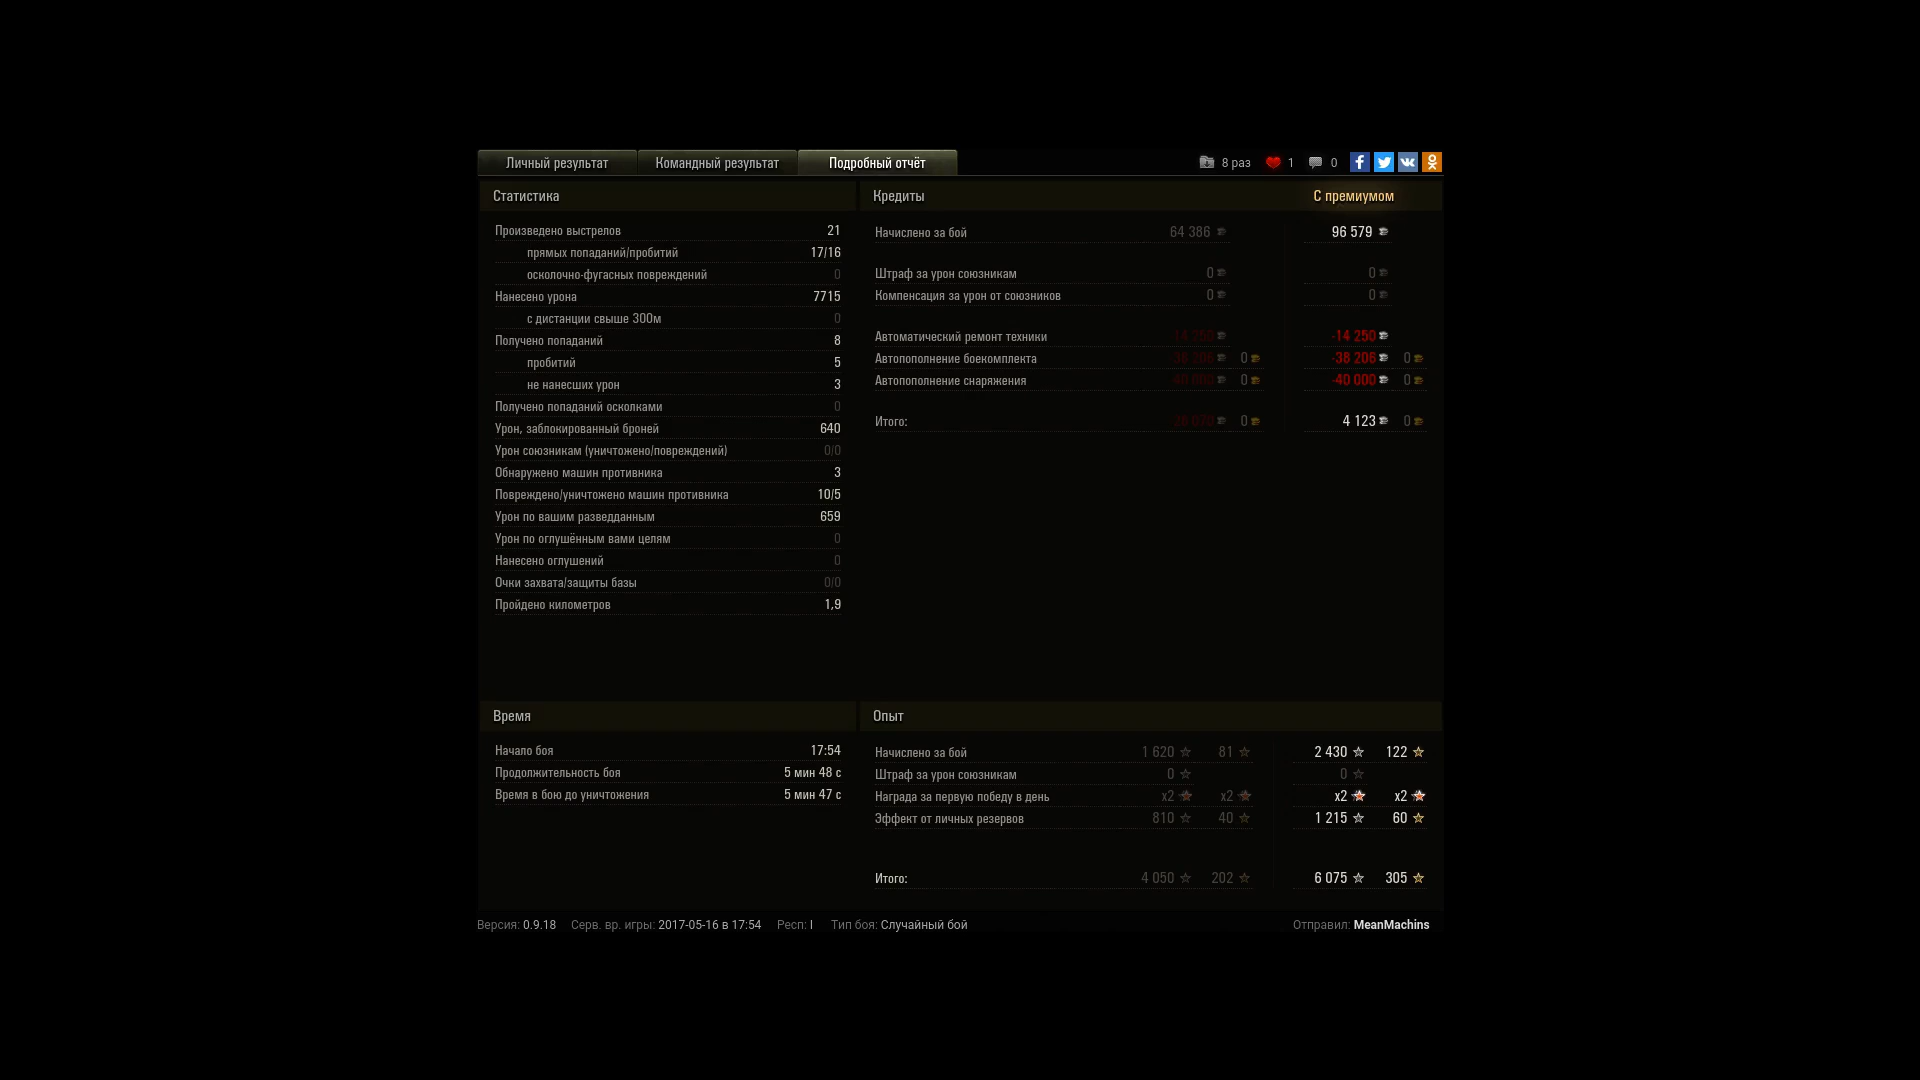 Личный результат Командный результат Подробный отчёт 8 раз 1 0
Статистика
Произведено выстрелов 21
прямых попаданий/пробитий 17/16
осколочно-фугасных повреждений 0
Нанесено урона 7715
с дистанции свыше 300м 0
Получено попаданий 8
пробитий 5
не нанесших урон 3
Получено попаданий осколками 0
Урон, заблокированный броней 640
Урон союзникам (уничтожено/повреждений) 0/0
Обнаружено машин противника 3
Повреждено/уничтожено машин противника 10/5
Урон по вашим разведданным 659
Урон по оглушённым вами целям 0
Нанесено оглушений 0
Очки захвата/защиты базы 0/0
Пройдено километров 1,9
Кредиты С премиумом
Начислено за бой 64 386 96 579
Штраф за урон союзникам 0 0
Компенсация за урон от союзников 0 0
Автоматический ремонт техники -14 250 -14 250
Автопополнение боекомплекта -38 206 0 -38 206 0
Автопополнение снаряжения -40 000 0 -40 000 0
Итого: 0 4 123 0
Время
Начало боя 17:54
Продолжительность боя 5 мин 48 с
Время в бою до уничтожения 5 мин 47 с
Опыт
Начислено за бой 1 620 81 2 430 122
Штраф за урон союзникам 0 0
Награда за первую победу в день x2 x2 x2 x2
Эффект от личных резервов 810 40 1 215 60
Итого: 4 050 202 6 075 305
Версия: 0.9.18 Серв. вр. игры: 2017-05-16 в 17:54 Респ: I Тип боя: Случайный бой Отправил: MeanMachins